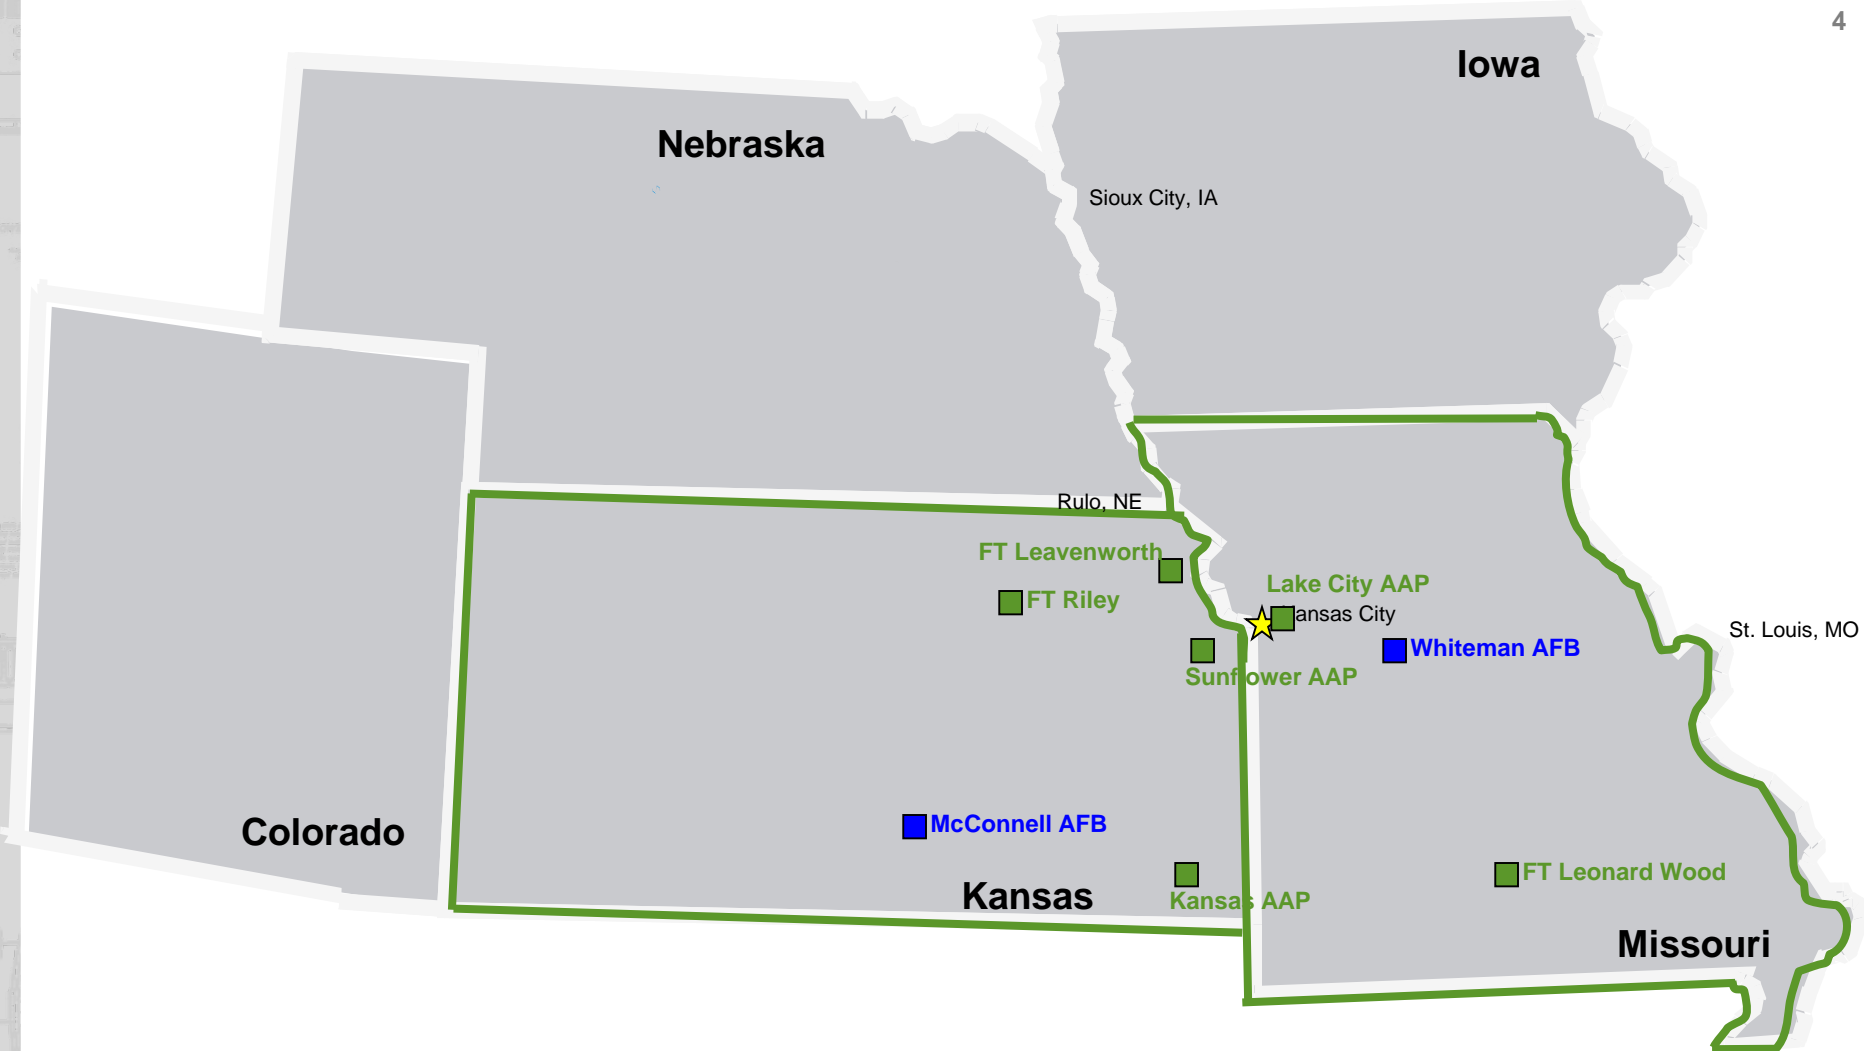 4
Iowa
Nebraska
Sioux City, IA
Rulo, NE
FT Leavenworth
Lake City AAP
FT Riley
ansas City
St. Louis, MO
Whiteman AFB
Sunflower AAP
McConnell AFB
Colorado
FT Leonard Wood
Kansas
Kansas AAP
Missouri